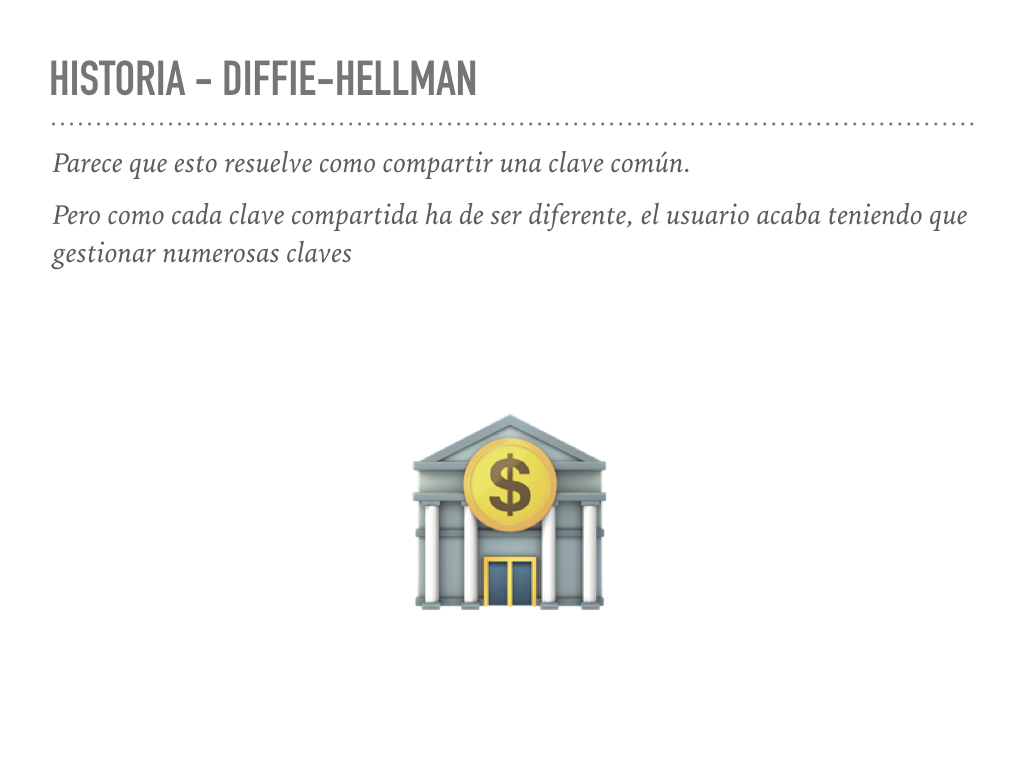 HISTORIA - DIFFIE-HELLMAN
Parece que esto resuelve como compartir una clave común.
Pero como cada clave compartida ha de ser diferente, el usuario acaba teniendo que
gestionar numerosas claves
$